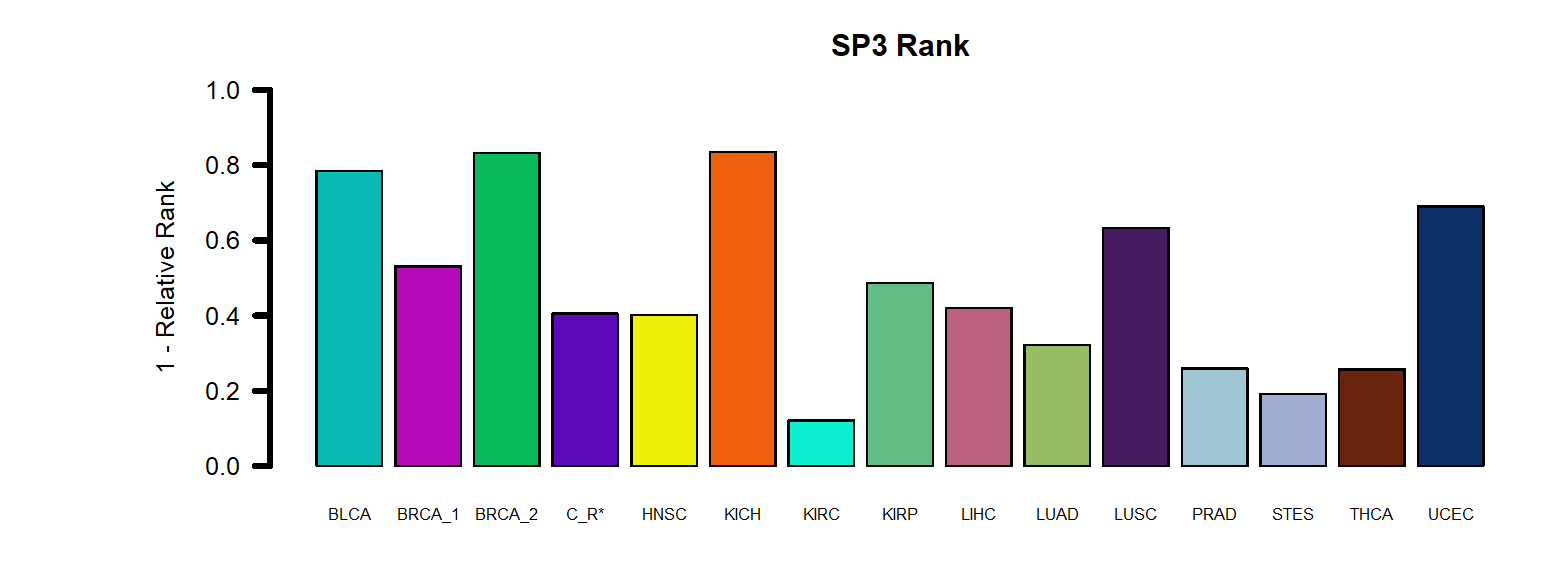 SP3 Rank
1 - Relative Rank
1.0
0.8
0.6
0.4
0.2
0.0
BLCA BRCA_1 BRCA_2 C_R* HNSC KICH KIRC KIRP LIHC LUAD LUSC PRAD STES THCA UCEC